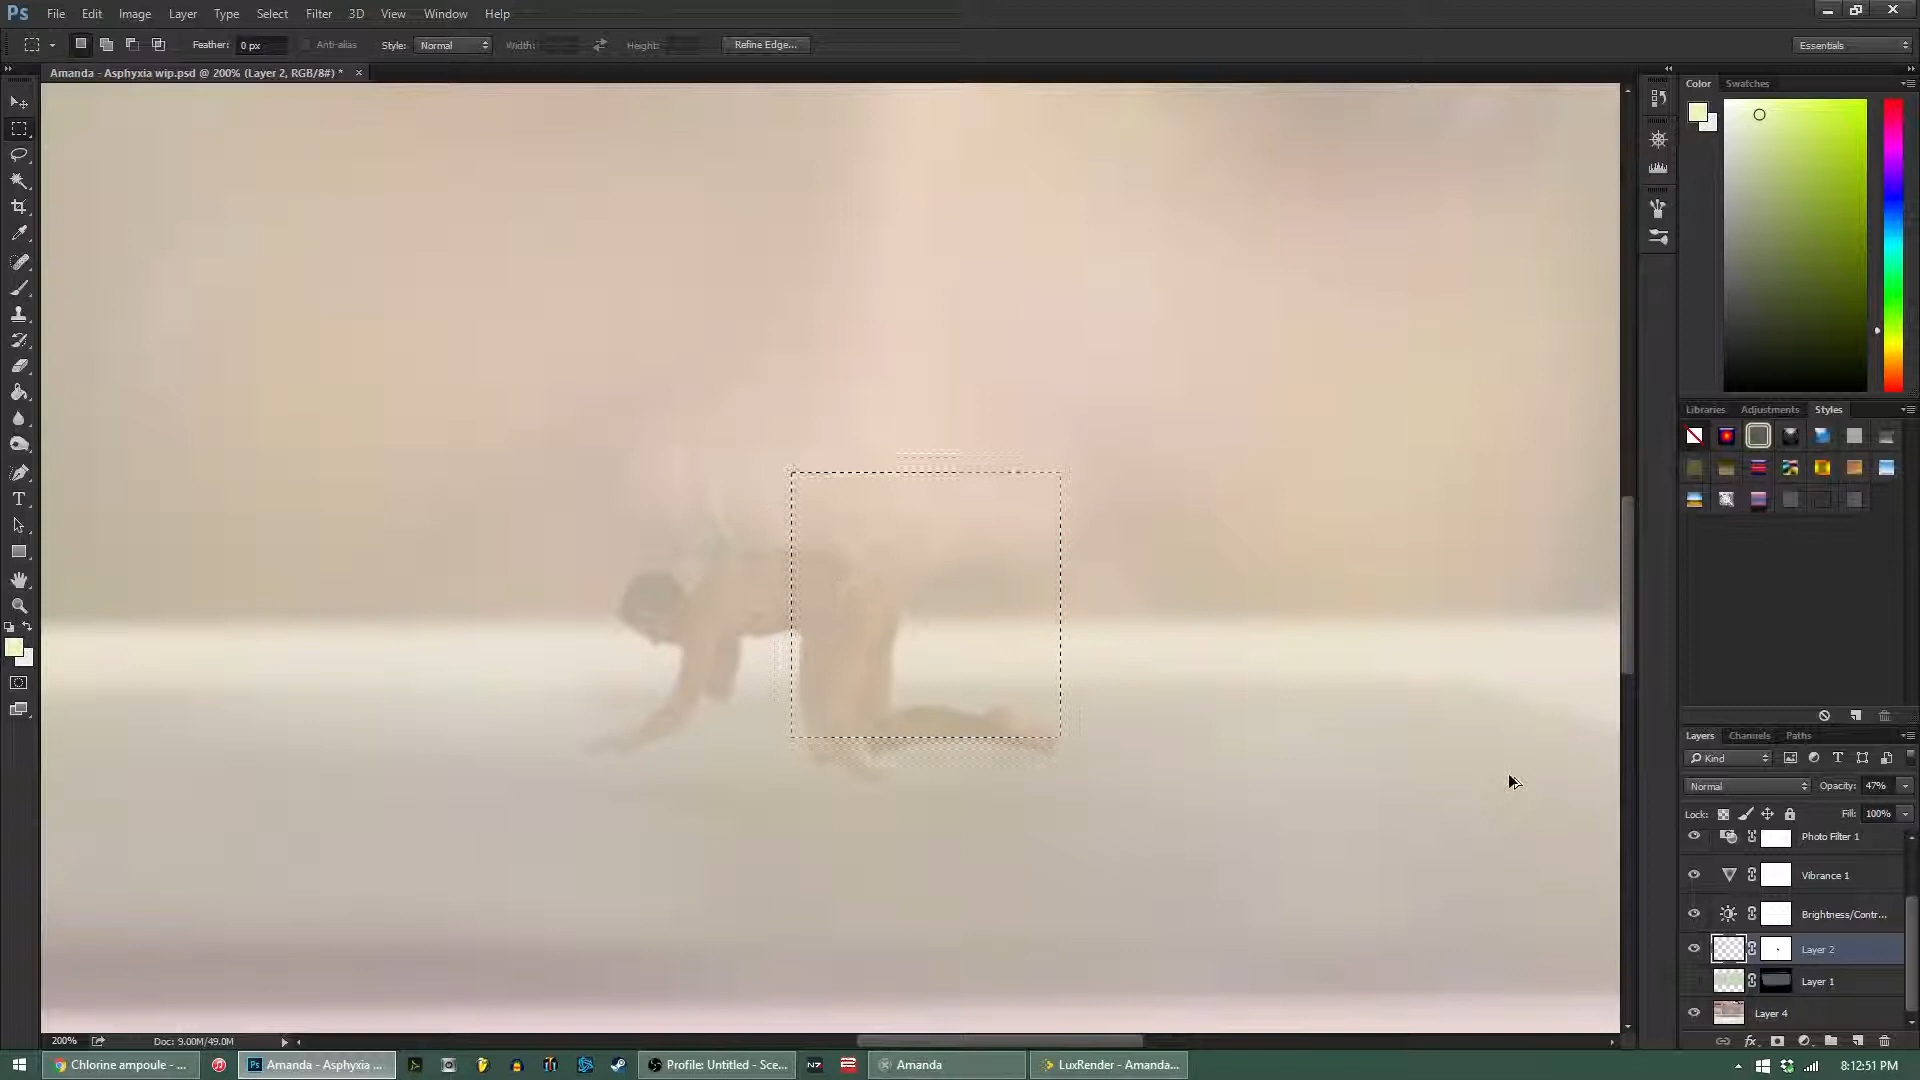 Ps File Edit Image Layer Type Select Filter 3D View Window Help
Feather: 0 px Anti-alias Style: Normal Width: Height: Refine Edge... Essentials
Amanda - Asphyxia wip.psd @ 200% (Layer 2, RGB/8#) * ×
Color Swatches
Libraries Adjustments Styles
Layers Channels Paths
Kind
Normal Opacity: 47%
Lock: Fill: 100%
Photo Filter 1
Vibrance 1
Brightness/Contr...
Layer 2
Layer 1
Layer 4
200% Doc: 9.00M/49.0M
Chlorine ampoule - ... Ps Amanda - Asphyxia ... Profile: Untitled - Sce... N7 Amanda LuxRender - Amanda... 8:12:51 PM